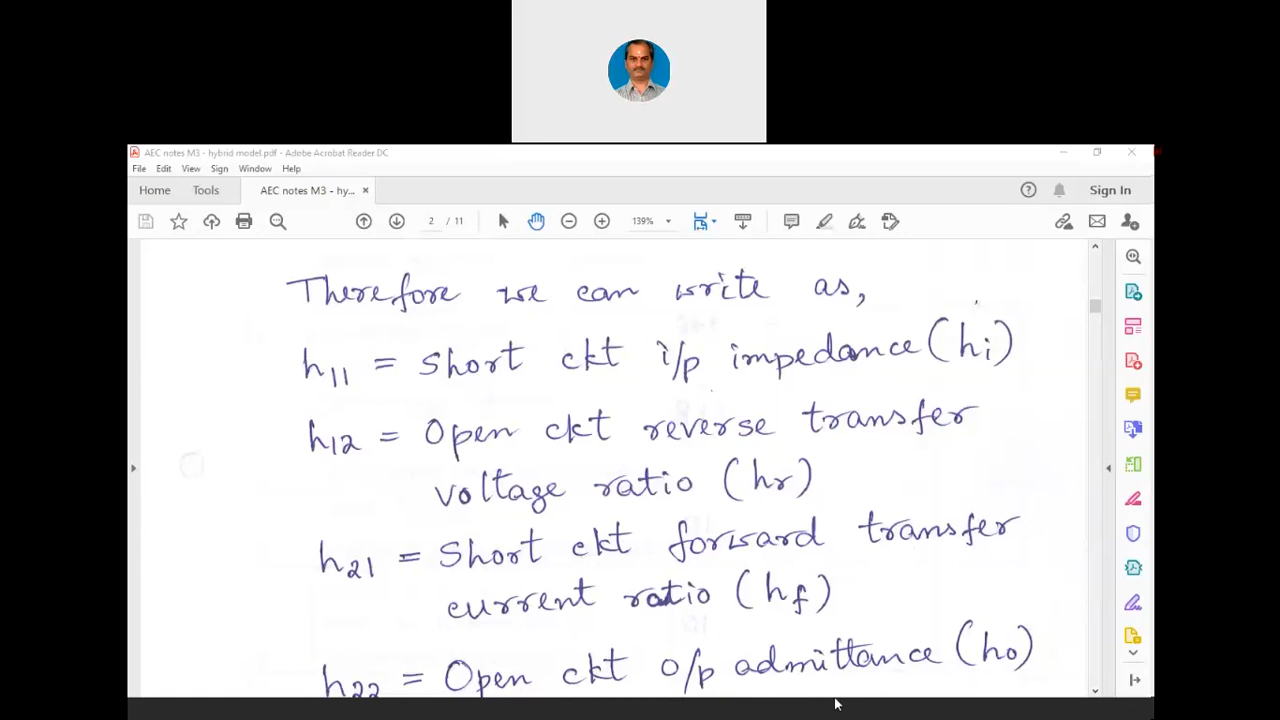 AEC notes M3 - hybrid model.pdf - Adobe Acrobat Reader DC
File Edit View Sign Window Help
Home Tools AEC notes M3 - hy... × Sign In
2 / 11 139%
Therefore we can write as,
h11 = Short ckt i/p impedance (hi)
h12 = Open ckt reverse transfer
voltage ratio (hr)
h21 = Short ckt forward transfer
current ratio (hf)
h22 = Open ckt o/p admittance (ho)